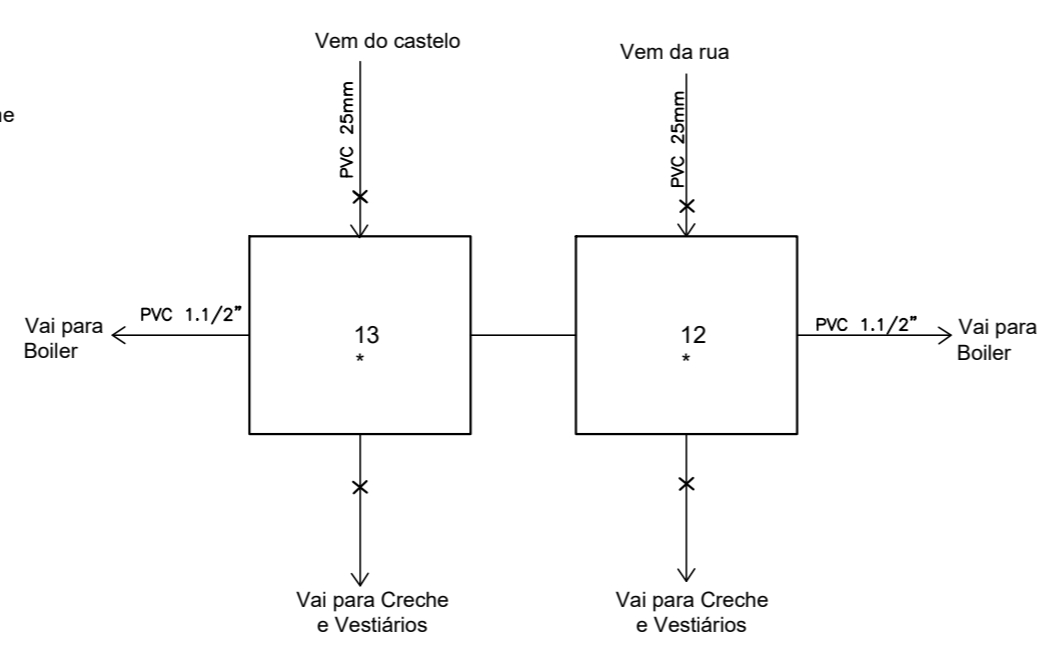 Vem do castelo
Vem da rua
PVC 25mm
PVC 25mm
Vai para
Boiler
PVC 1.1/2"
13
*
12
*
PVC 1.1/2"
Vai para
Boiler
Vai para Creche
e Vestiários
Vai para Creche
e Vestiários